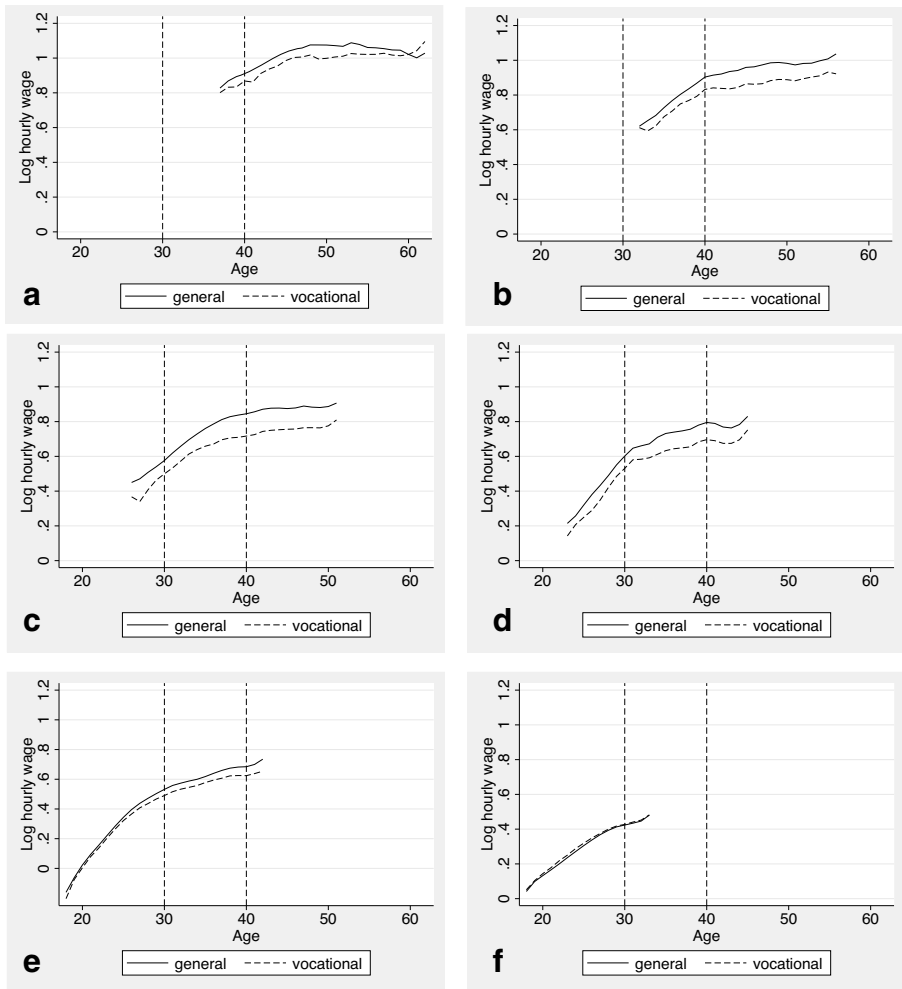 Log hourly wage
0 .2 .4 .6 .8 1 1.2
20 30 40 50 60
Age
a
general vocational
Log hourly wage
0 .2 .4 .6 .8 1 1.2
20 30 40 50 60
Age
b
general vocational
Log hourly wage
0 .2 .4 .6 .8 1 1.2
20 30 40 50 60
Age
c
general vocational
Log hourly wage
0 .2 .4 .6 .8 1 1.2
20 30 40 50 60
Age
d
general vocational
Log hourly wage
0 .2 .4 .6 .8 1 1.2
20 30 40 50 60
Age
e
general vocational
Log hourly wage
0 .2 .4 .6 .8 1 1.2
20 30 40 50 60
Age
f
general vocational